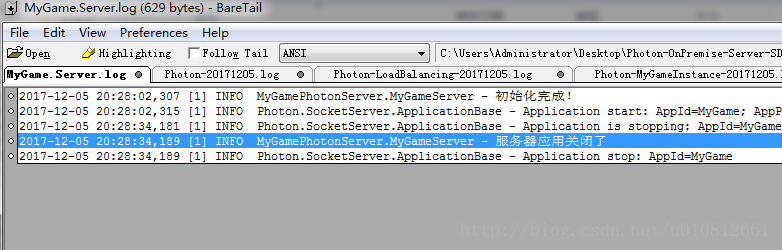 MyGame.Server.log (629 bytes) - BareTail
File Edit View Preferences Help
Open Highlighting Follow Tail ANSI C:\Users\Administrator\Desktop\Photon-OnPremise-Server-SD
MyGame.Server.log Photon-20171205.log Photon-LoadBalancing-20171205.log Photon-MyGameInstance-20171205.
2017-12-05 20:28:02,307 [1] INFO MyGamePhotonServer.MyGameServer - 初始化完成!
2017-12-05 20:28:02,315 [1] INFO Photon.SocketServer.ApplicationBase - Application start: AppId=MyGame; AppP
2017-12-05 20:28:34,181 [1] INFO Photon.SocketServer.ApplicationBase - Application is stopping: AppId=MyGame
2017-12-05 20:28:34,189 [1] INFO MyGamePhotonServer.MyGameServer - 服务器应用关闭了
2017-12-05 20:28:34,189 [1] INFO Photon.SocketServer.ApplicationBase - Application stop: AppId=MyGame
http://blog.csdn.net/u010812661